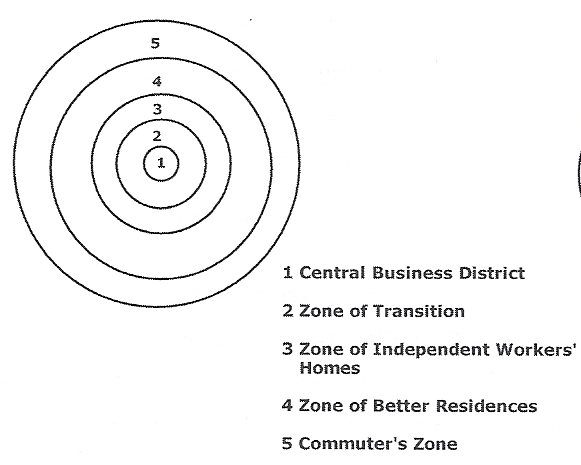 5
4
3
2
1
1 Central Business District
2 Zone of Transition
3 Zone of Independent Workers'
Homes
4 Zone of Better Residences
5 Commuter's Zone